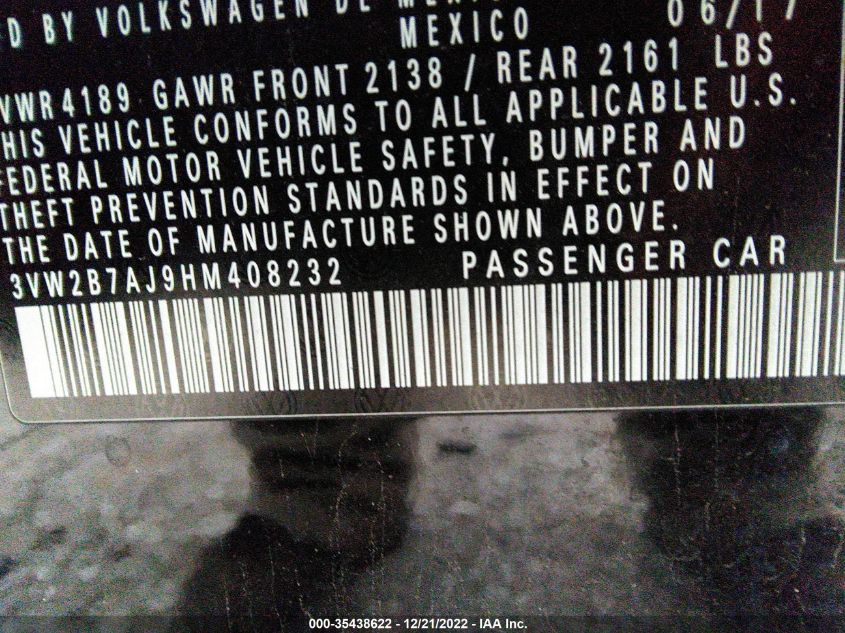 D BY VOLKSWAGEN DE
MEXICO
06/17
VWR4189 GAWR FRONT 2138 / REAR 2161 LBS
HIS VEHICLE CONFORMS TO ALL APPLICABLE U.S.
FEDERAL MOTOR VEHICLE SAFETY, BUMPER AND
THEFT PREVENTION STANDARDS IN EFFECT ON
THE DATE OF MANUFACTURE SHOWN ABOVE.
3VW2B7AJ9HM408232 PASSENGER CAR
000-35438622 - 12/21/2022 - IAA Inc.